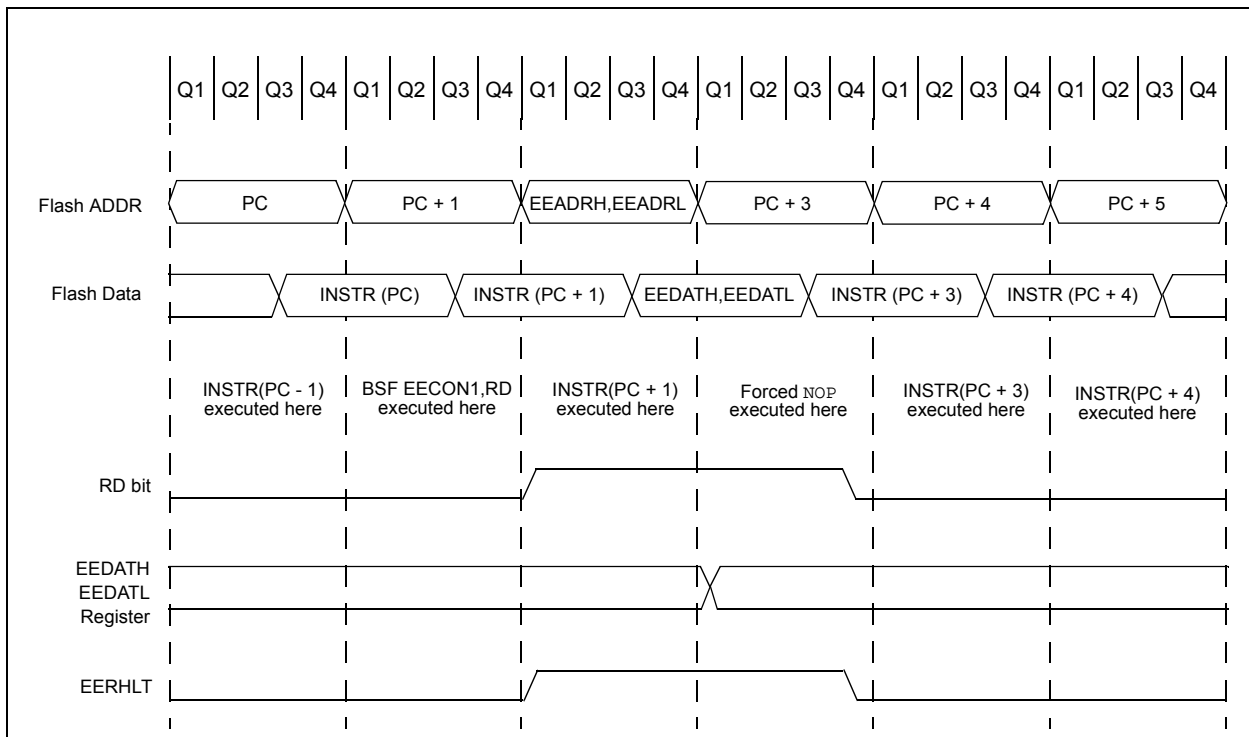 Q1 Q2 Q3 Q4 Q1 Q2 Q3 Q4 Q1 Q2 Q3 Q4 Q1 Q2 Q3 Q4 Q1 Q2 Q3 Q4 Q1 Q2 Q3 Q4
Flash ADDR PC PC + 1 EEADRH,EEADRL PC + 3 PC + 4 PC + 5
Flash Data INSTR (PC) INSTR (PC + 1) EEDATH,EEDATL INSTR (PC + 3) INSTR (PC + 4)
INSTR(PC - 1) BSF EECON1,RD INSTR(PC + 1) Forced NOP INSTR(PC + 3) INSTR(PC + 4)
executed here executed here executed here executed here executed here executed here
RD bit
EEDATH
EEDATL
Register
EERHLT